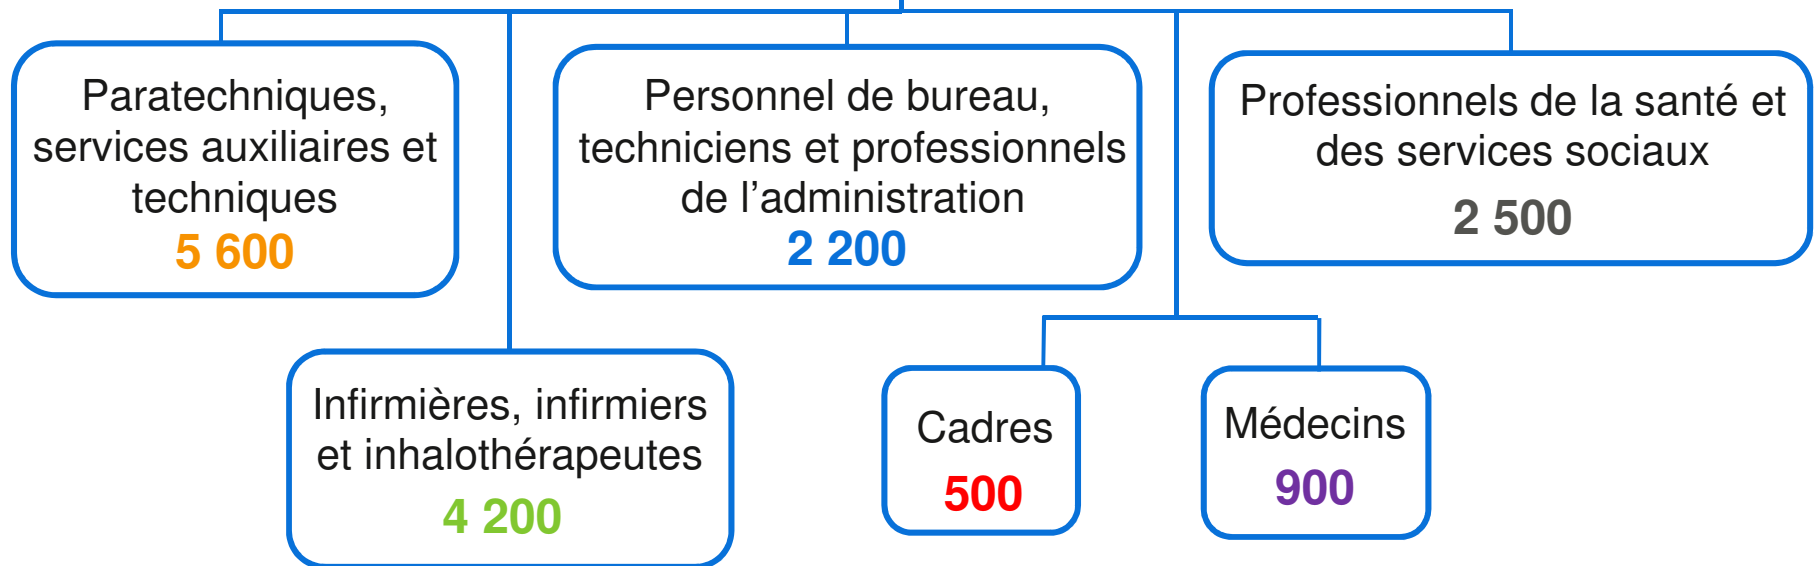 Paratechniques,
services auxiliaires et
techniques
5 600
Personnel de bureau,
techniciens et professionnels
de l’administration
2 200
Professionnels de la santé et
des services sociaux
2 500
Infirmières, infirmiers
et inhalothérapeutes
4 200
Cadres
500
Médecins
900